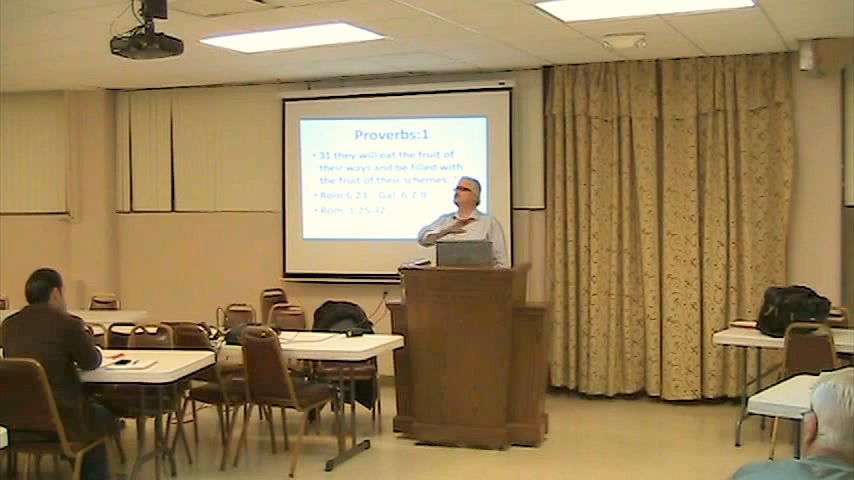 Proverbs:1
• 31 they will eat the fruit of
their ways and be filled with
the fruit of their schemes. "
• Rom:6.21 Gal: 6.7-9
• Rom: 1.25-32